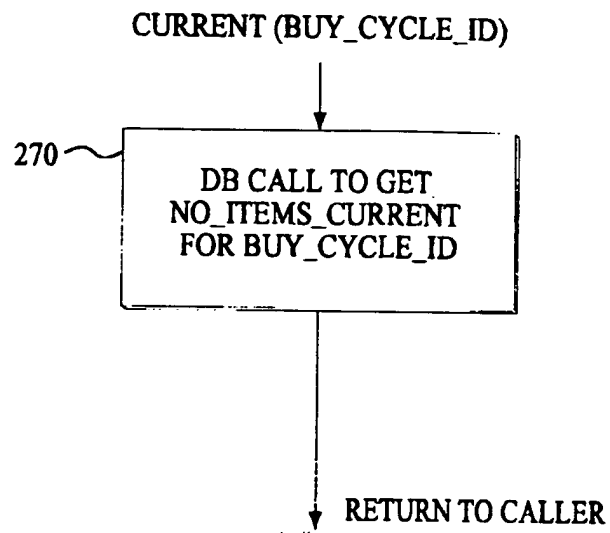 CURRENT (BUY_CYCLE_ID)
270
DB CALL TO GET
NO_ITEMS_CURRENT
FOR BUY_CYCLE_ID
RETURN TO CALLER